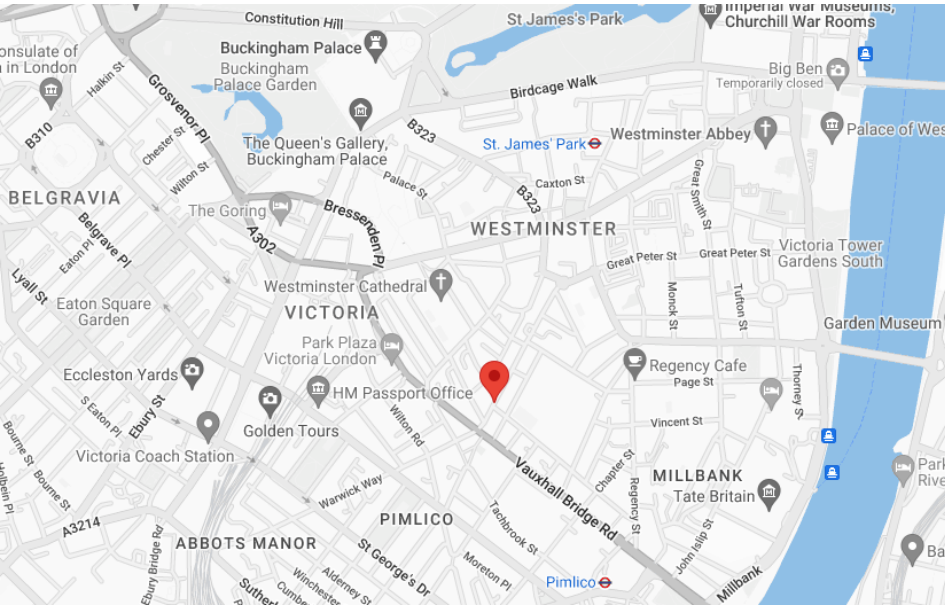 Constitution Hill
St James's Park
Imperial War Museums,
Churchill War Rooms
onsulate of
a in London
Halkin St
Grosvenor Pl
Buckingham Palace
Buckingham
Palace Garden
Birdcage Walk
Big Ben
Temporarily closed
B310
Chester St
The Queen's Gallery,
Buckingham Palace
B323
St. James' Park
Westminster Abbey
Palace of Wes
Wilton St
Palace St
Caxton St
B323
Great Smith St
BELGRAVIA
The Goring
Bressenden Pl
WESTMINSTER
Belgrave Pl
Eaton Pl
A302
Great Peter St
Great Peter St
Victoria Tower
Gardens South
Lyall St
Westminster Cathedral
Monck St
Tufton St
Eaton Square
Garden
VICTORIA
Garden Museum
Park Plaza
Victoria London
Eccleston Yards
Regency Cafe
Page St
Thorney St
HM Passport Office
S Eaton Pl
Ebury St
Golden Tours
Wilton Rd
Vincent St
Bourne St
Victoria Coach Station
Bourne St
Holbein Pl
Vauxhall Bridge Rd
Chapter St
Regency St
MILLBANK
Tate Britain
Park
Rive
Warwick Way
A3214
PIMLICO
Tachbrook St
John Islip St
ABBOTS MANOR
Ebury Bridge Rd
St George's Dr
Moreton Pl
Ba
Alderney St
Winchester
Pimlico
Millbank